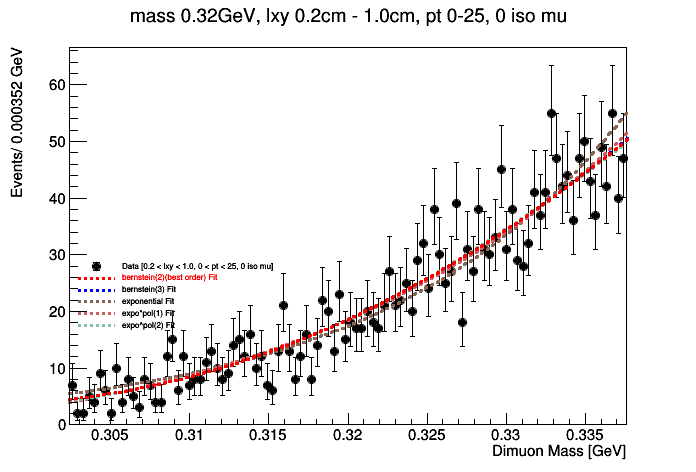 mass 0.32GeV, lxy 0.2cm - 1.0cm, pt 0-25, 0 iso mu
Events/ 0.000352 GeV
60
50
40
30
20
10
0
Data [0.2 < lxy < 1.0, 0 < pt < 25, 0 iso mu]
bernstein(2)(best order) Fit
bernstein(3) Fit
exponential Fit
expo*pol(1) Fit
expo*pol(2) Fit
0.305 0.31 0.315 0.32 0.325 0.33 0.335
Dimuon Mass [GeV]